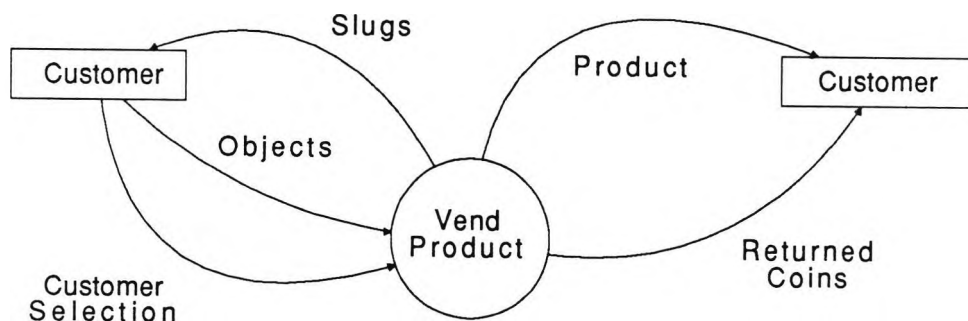 Slugs
Customer
Product
Customer
Objects
Vend
Product
Returned
Coins
Customer
Selection